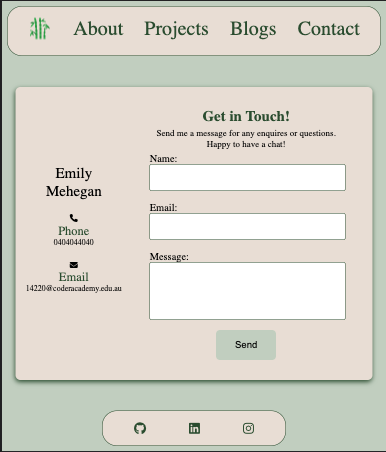 About Projects Blogs Contact
Get in Touch!
Send me a message for any enquires or questions.
Happy to have a chat!
Name:
Email:
Message:
Send
Emily
Mehegan
Phone
0404044040
Email
14220@coderacademy.edu.au